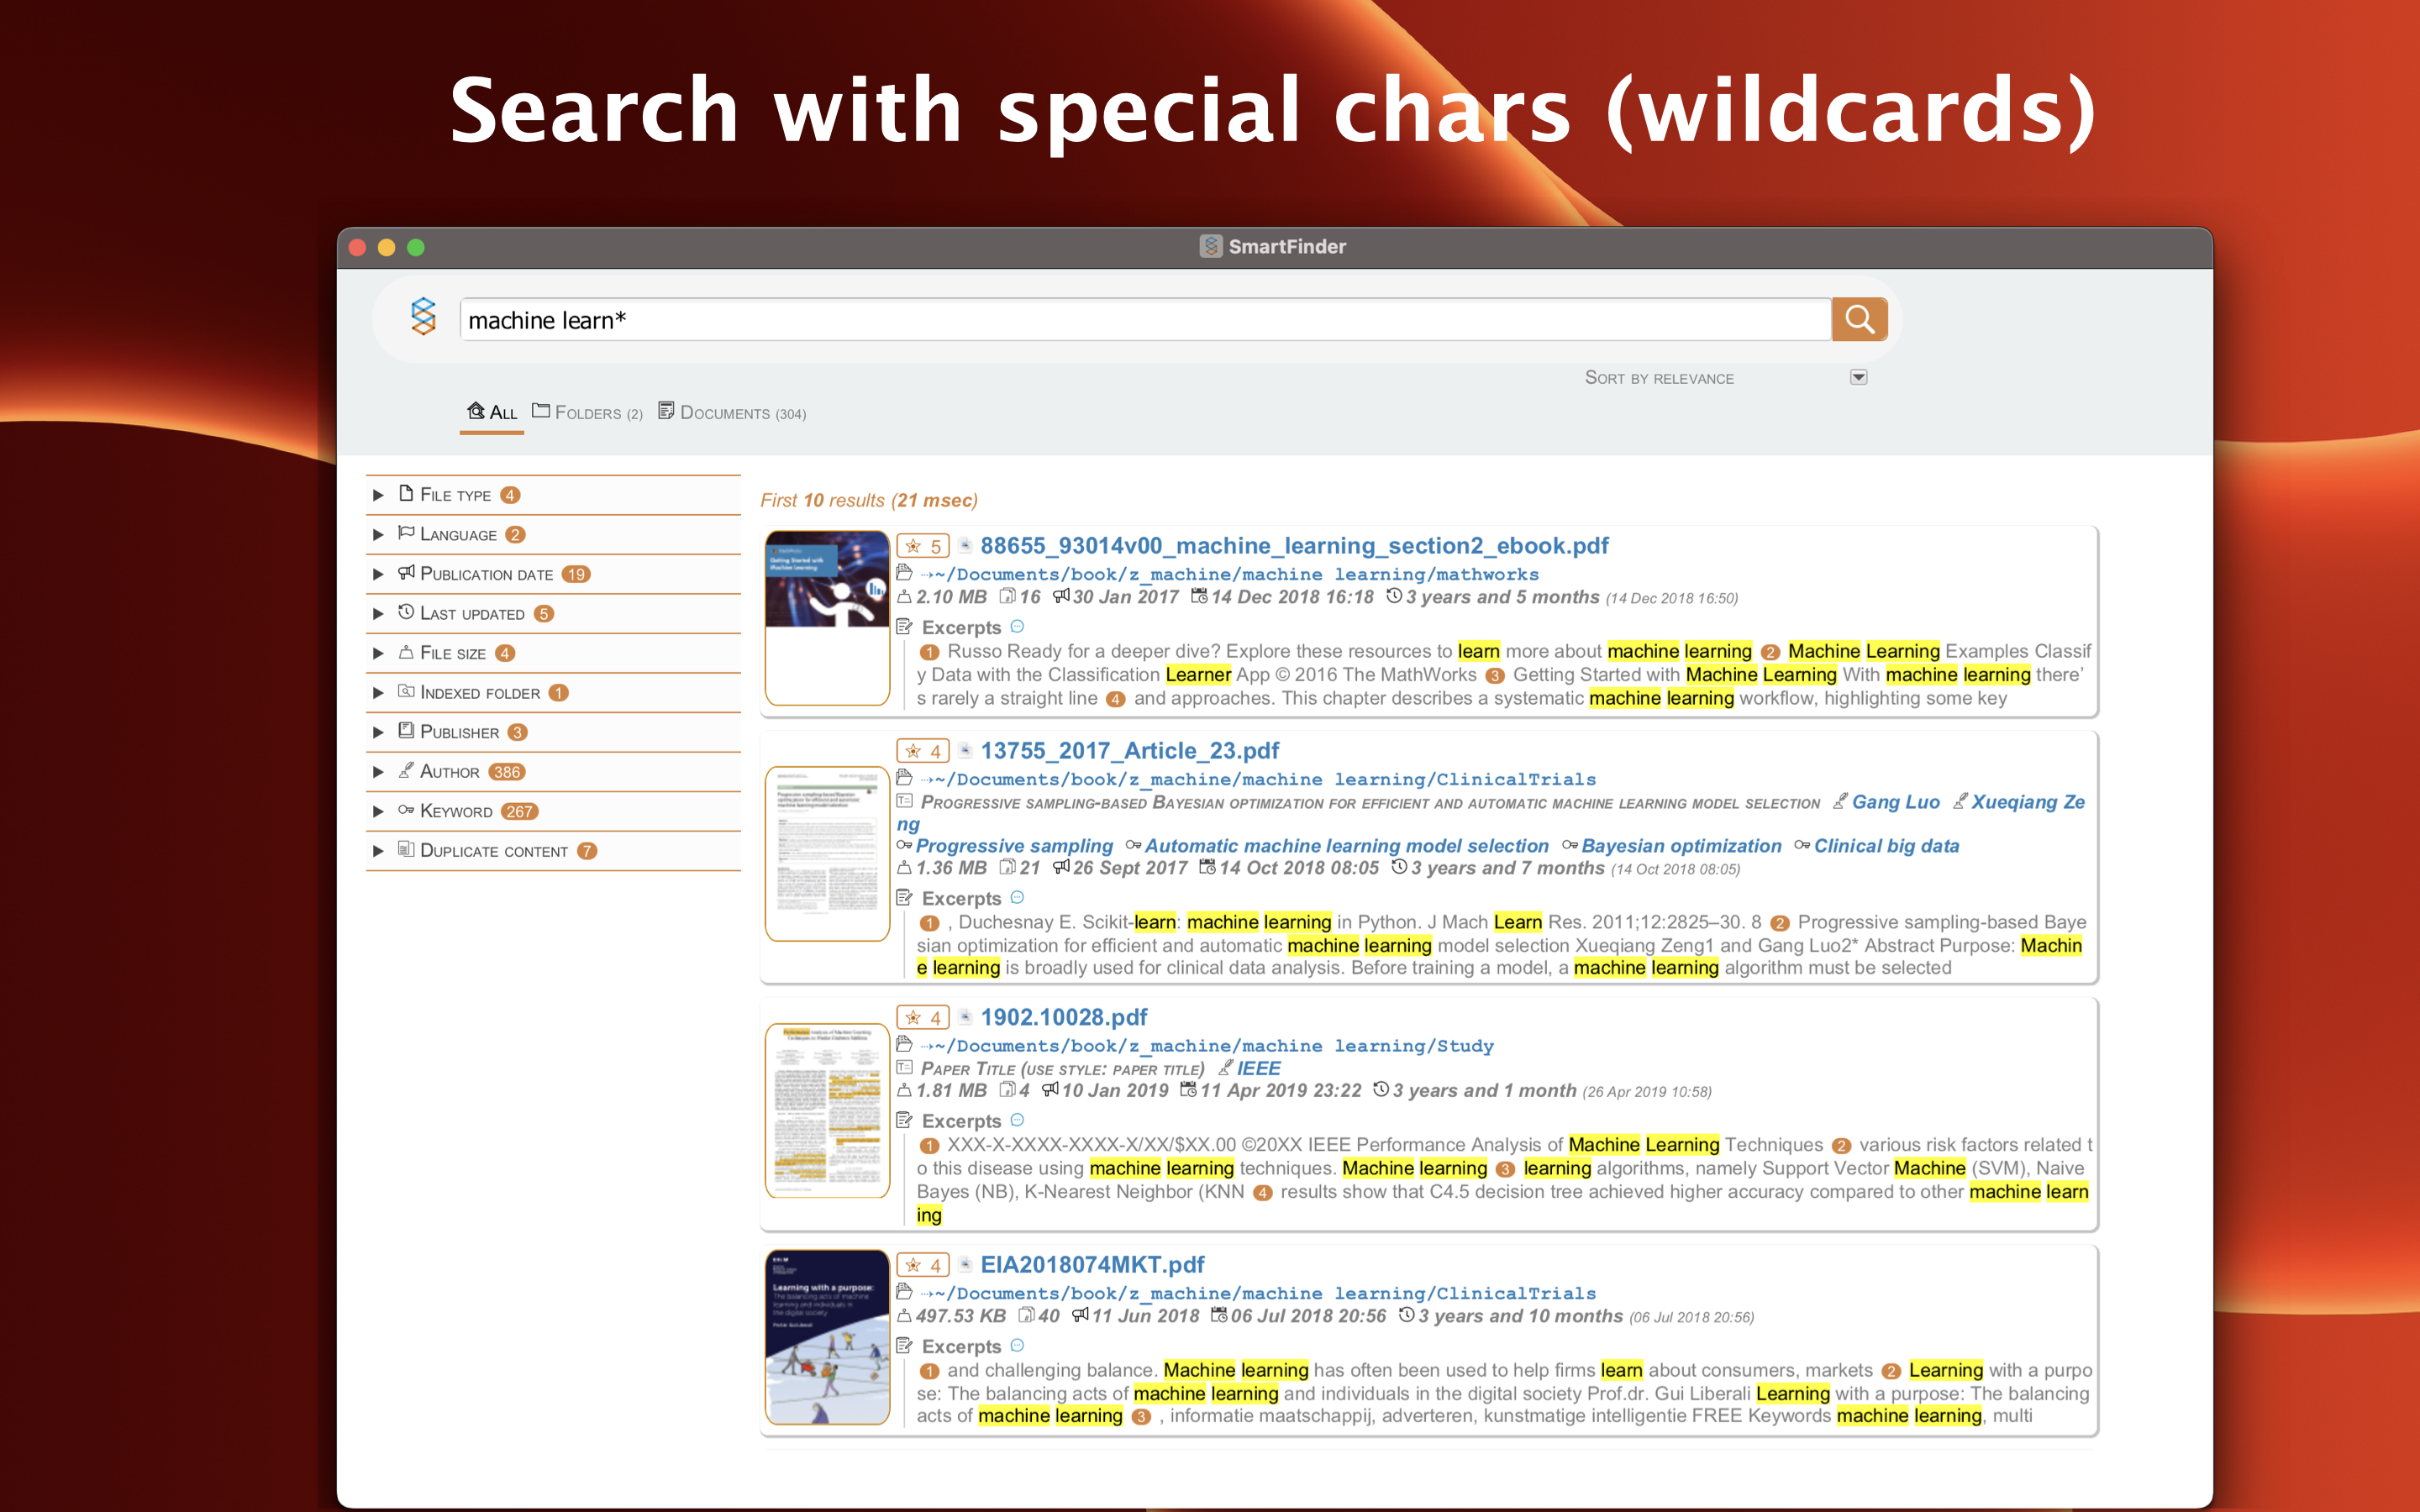 Search with special chars (wildcards)
SmartFinder
machine learn*
Sort by relevance
All Folders (2) Documents (304)
File type 4
Language 2
Publication date 19
Last updated 5
File size 4
Indexed folder 1
Publisher 3
Author 386
Keyword 267
Duplicate content 7
First 10 results (21 msec)
5 88655_93014v00_machine_learning_section2_ebook.pdf
~/Documents/book/z_machine/machine learning/mathworks
2.10 MB 16 30 Jan 2017 14 Dec 2018 16:18 3 years and 5 months (14 Dec 2018 16:50)
Excerpts
1 Russo Ready for a deeper dive? Explore these resources to learn more about machine learning 2 Machine Learning Examples Classif
y Data with the Classification Learner App © 2016 The MathWorks 3 Getting Started with Machine Learning With machine learning there'
s rarely a straight line 4 and approaches. This chapter describes a systematic machine learning workflow, highlighting some key
4 13755_2017_Article_23.pdf
~/Documents/book/z_machine/machine learning/ClinicalTrials
Progressive sampling-based Bayesian optimization for efficient and automatic machine learning model selection Gang Luo Xueqiang Ze
ng
Progressive sampling Automatic machine learning model selection Bayesian optimization Clinical big data
1.36 MB 21 26 Sept 2017 14 Oct 2018 08:05 3 years and 7 months (14 Oct 2018 08:05)
Excerpts
1 , Duchesnay E. Scikit-learn: machine learning in Python. J Mach Learn Res. 2011;12:2825–30. 8 2 Progressive sampling-based Baye
sian optimization for efficient and automatic machine learning model selection Xueqiang Zeng1 and Gang Luo2* Abstract Purpose: Machin
e learning is broadly used for clinical data analysis. Before training a model, a machine learning algorithm must be selected
4 1902.10028.pdf
~/Documents/book/z_machine/machine learning/Study
Paper Title (use style: paper title) IEEE
1.81 MB 4 10 Jan 2019 11 Apr 2019 23:22 3 years and 1 month (26 Apr 2019 10:58)
Excerpts
1 XXX-X-XXXX-XXXX-X/XX/$XX.00 ©20XX IEEE Performance Analysis of Machine Learning Techniques 2 various risk factors related t
o this disease using machine learning techniques. Machine learning 3 learning algorithms, namely Support Vector Machine (SVM), Naive
Bayes (NB), K-Nearest Neighbor (KNN 4 results show that C4.5 decision tree achieved higher accuracy compared to other machine learn
ing
Learning with a purpose:
The balancing acts of machine
learning and individuals in
the digital society
4 EIA2018074MKT.pdf
~/Documents/book/z_machine/machine learning/ClinicalTrials
497.53 KB 40 11 Jun 2018 06 Jul 2018 20:56 3 years and 10 months (06 Jul 2018 20:56)
Excerpts
1 and challenging balance. Machine learning has often been used to help firms learn about consumers, markets 2 Learning with a purpo
se: The balancing acts of machine learning and individuals in the digital society Prof.dr. Gui Liberali Learning with a purpose: The balancing
acts of machine learning 3 , informatie maatschappij, adverteren, kunstmatige intelligentie FREE Keywords machine learning, multi